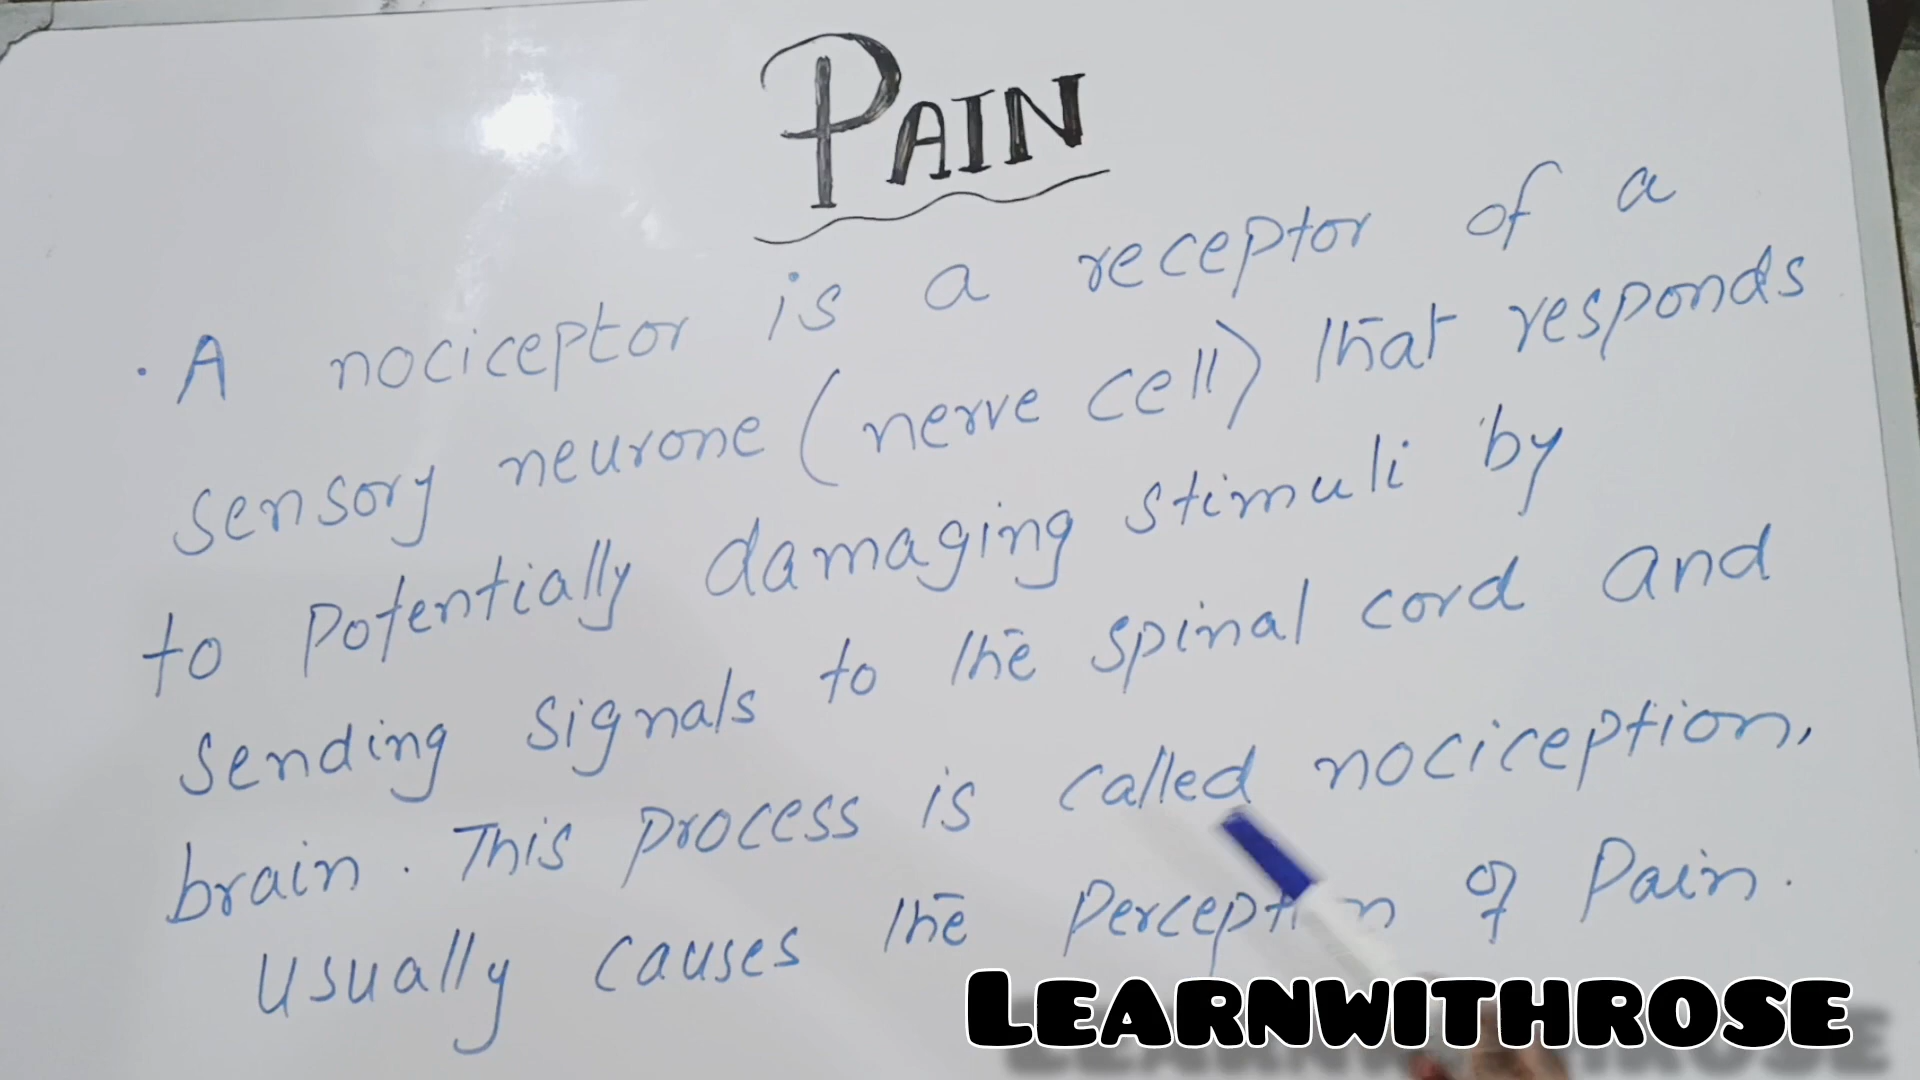 PAIN
. A nociceptor is a receptor of a
sensory neurone (nerve cell) that responds
to potentially damaging stimuli by
sending signals to the spinal cord and
brain. This process is called nociception,
usually causes the perception of pain.
LEARNWITHROSE